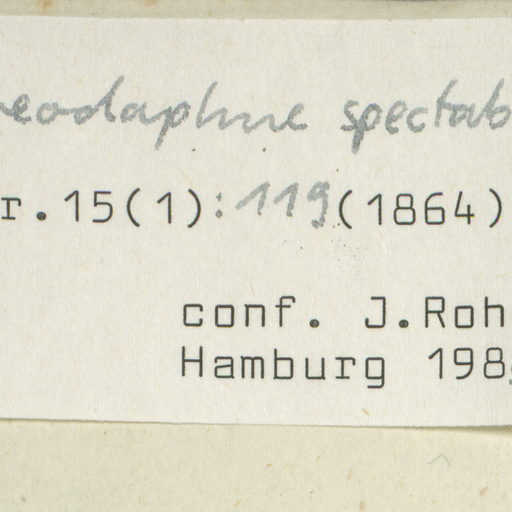 eodaphne spectab
r.15(1):119(1864)
conf. J.Roh
Hamburg 198